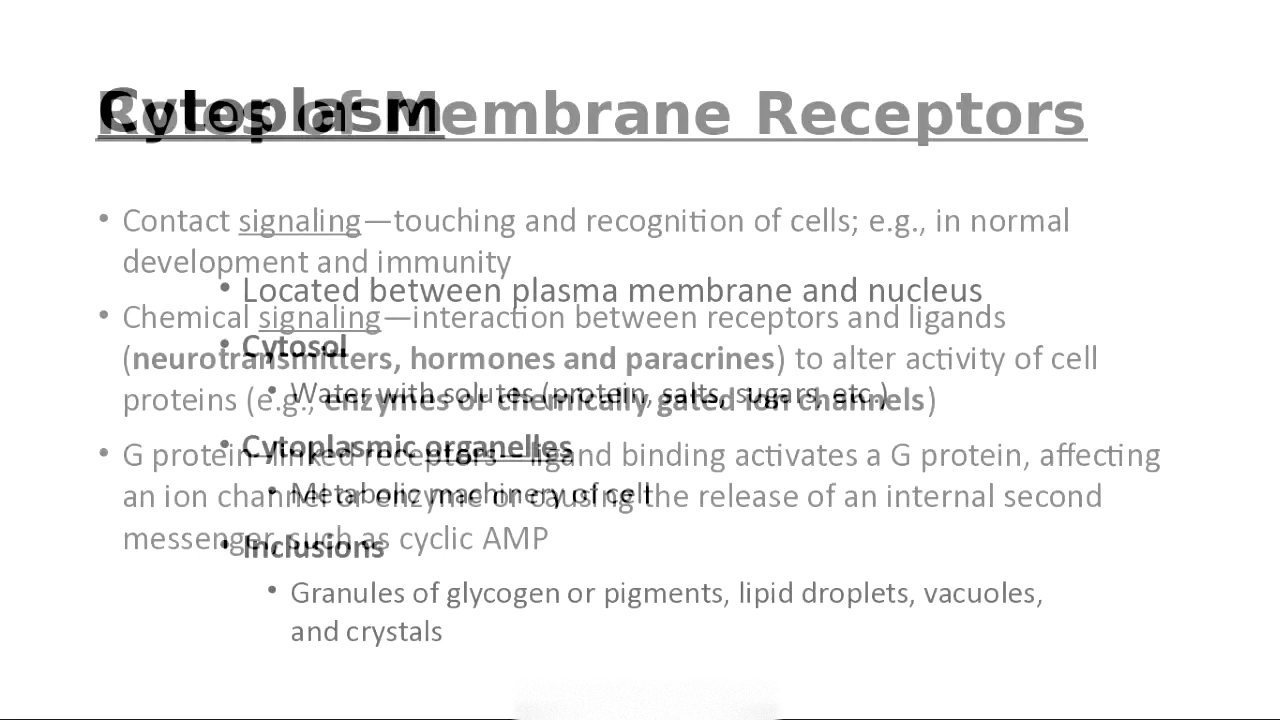 Roles of Membrane Receptors
• Contact signaling—touching and recognition of cells; e.g., in normal
development and immunity
• Chemical signaling—interaction between receptors and ligands
(neurotransmitters, hormones and paracrines) to alter activity of cell
proteins (e.g., enzymes or chemically gated ion channels)
• G protein–linked receptors—ligand binding activates a G protein, affecting
an ion channel or enzyme or causing the release of an internal second
messenger, such as cyclic AMP
Cytoplasm
• Located between plasma membrane and nucleus
• Cytosol
• Water with solutes (protein, salts, sugars, etc.)
• Cytoplasmic organelles
• Metabolic machinery of cell
• Inclusions
• Granules of glycogen or pigments, lipid droplets, vacuoles,
and crystals